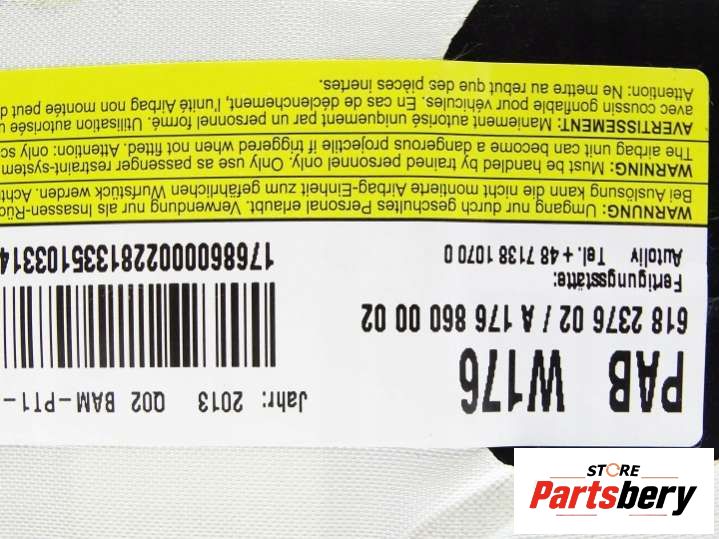 PAB W176
Jahr: 2013 Q02 BAM-PT1-
618 2376 02 / A 176 860 00 02
Fertigungsstätte:
Autoliv Tel. + 48 7138 1070 0
1768600002281335103314
WARNUNG: Umgang nur durch geschultes Personal erlaubt. Verwendung nur als Insassen-Rüc
Bei Auslösung kann die nicht montierte Airbag-Einheit zum gefährlichen Wurfstück werden. Acht
WARNING: Must be handled by trained personnel only. Only use as passenger restraint-system
The airbag unit can become a dangerous projectile if triggered when not fitted. Attention: only sc
AVERTISSEMENT: Maniement autorisé uniquement par un personnel formé. Utilisation autorisée u
avec coussin gonflable pour véhicules. En cas de déclenchement, l'unité Airbag non montée peut d
Attention: Ne mettre au rebut que des pièces inertes.
STORE
Partsbery